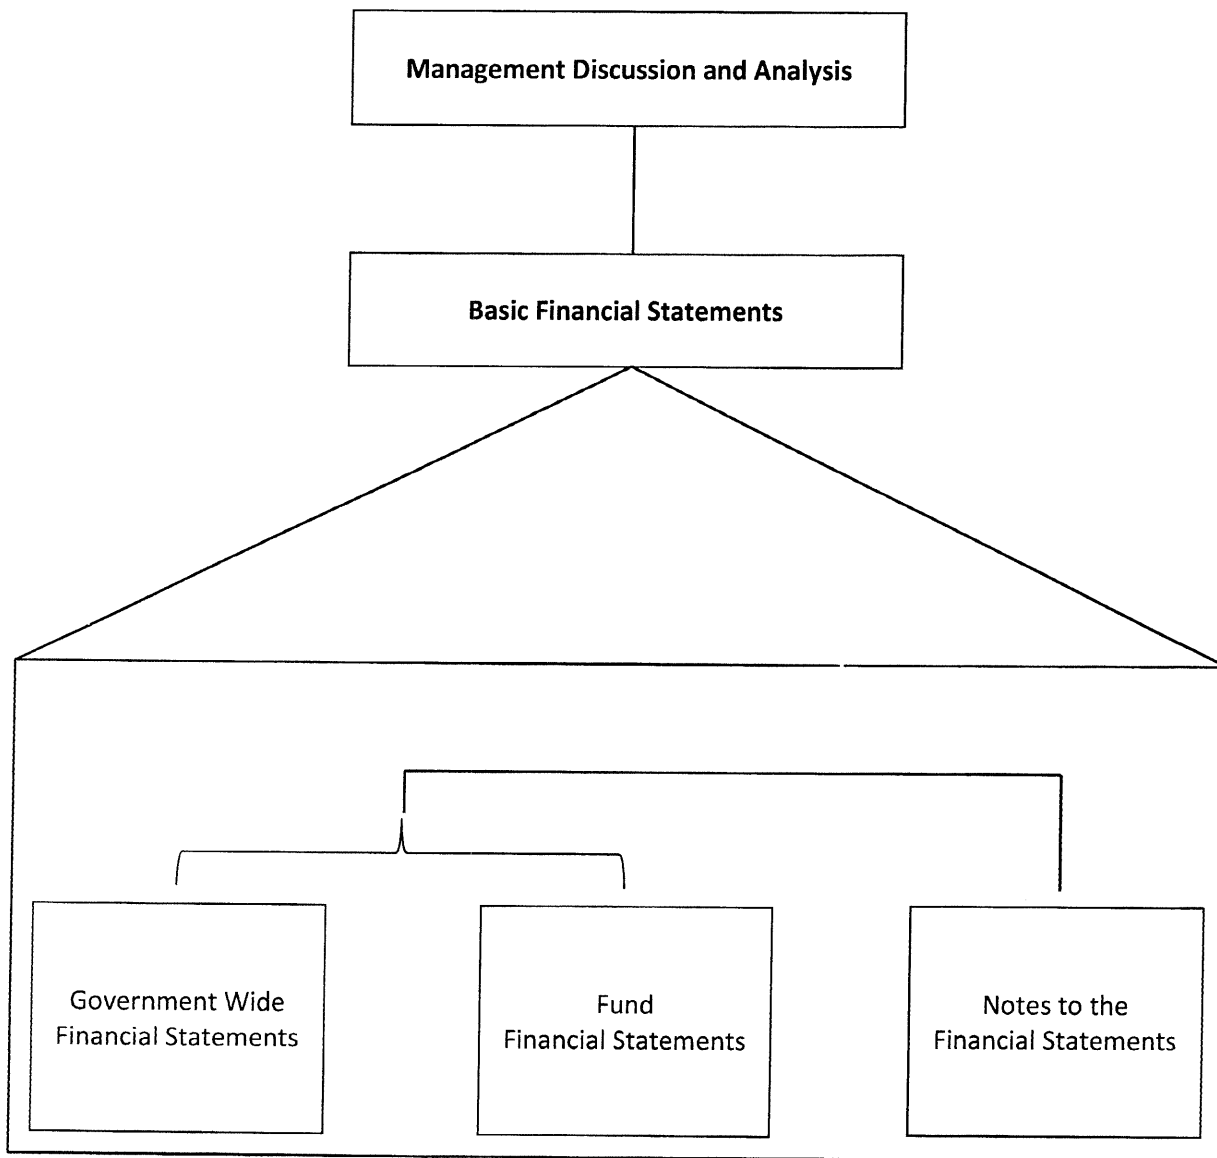 Management Discussion and Analysis
Basic Financial Statements
Government Wide
Financial Statements
Fund
Financial Statements
Notes to the
Financial Statements